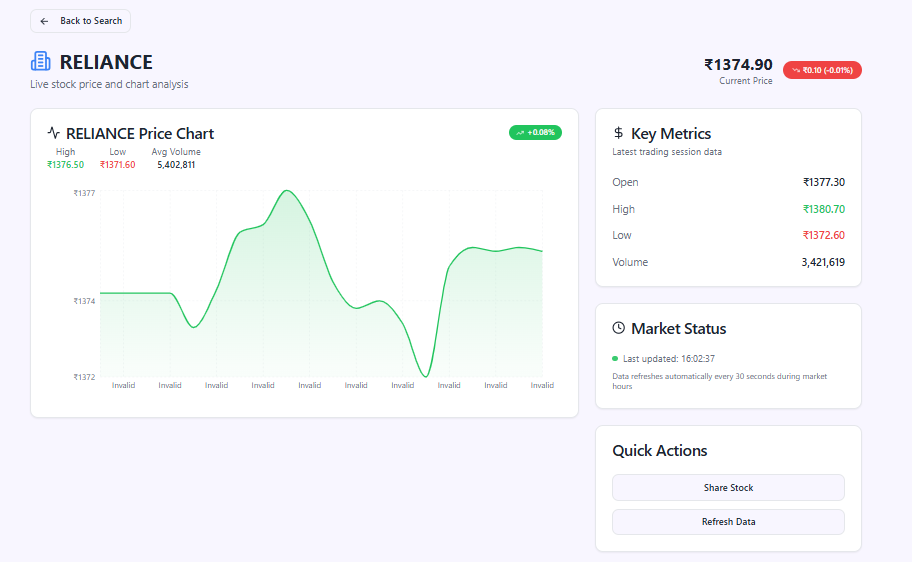 Back to Search
RELIANCE
Live stock price and chart analysis
₹1374.90
Current Price
₹0.10 (-0.01%)
RELIANCE Price Chart
+0.08%
High Low Avg Volume
₹1376.50 ₹1371.60 5,402,811
₹1377
₹1374
₹1372
Invalid Invalid Invalid Invalid Invalid Invalid Invalid Invalid Invalid Invalid
Key Metrics
Latest trading session data
Open ₹1377.30
High ₹1380.70
Low ₹1372.60
Volume 3,421,619
Market Status
Last updated: 16:02:37
Data refreshes automatically every 30 seconds during market
hours
Quick Actions
Share Stock
Refresh Data